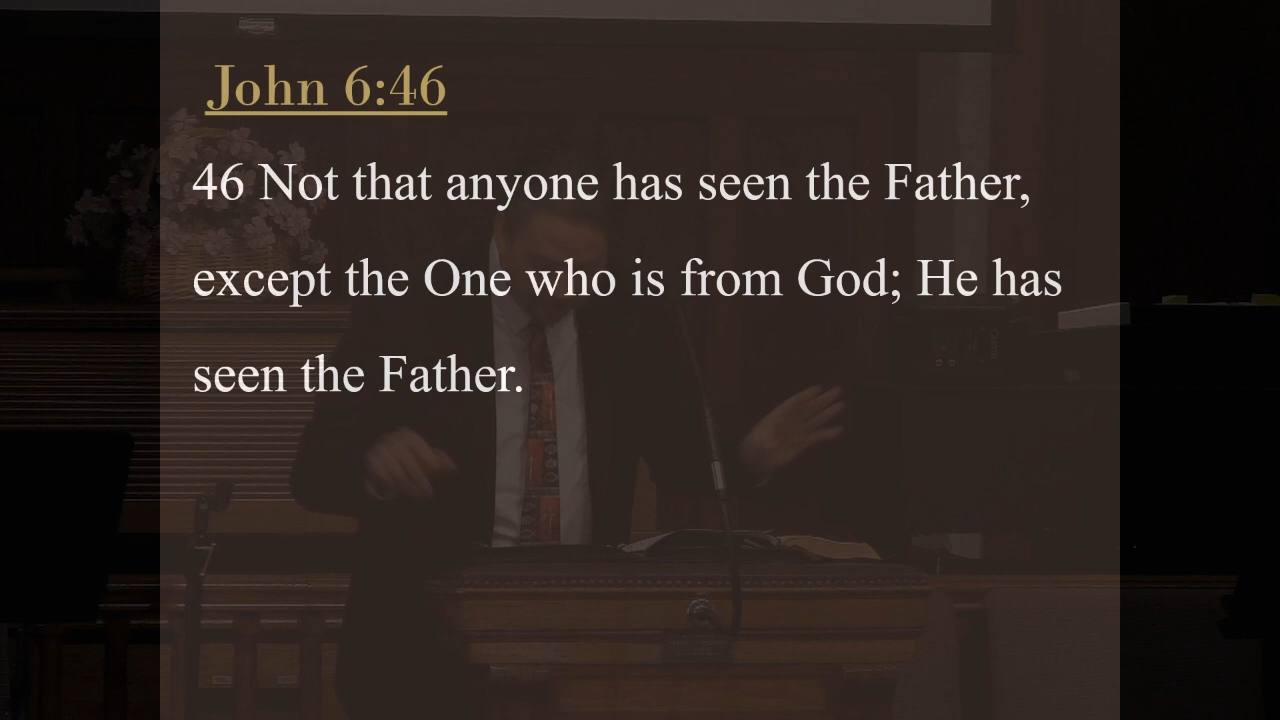 John 6:46
46 Not that anyone has seen the Father,
except the One who is from God; He has
seen the Father.